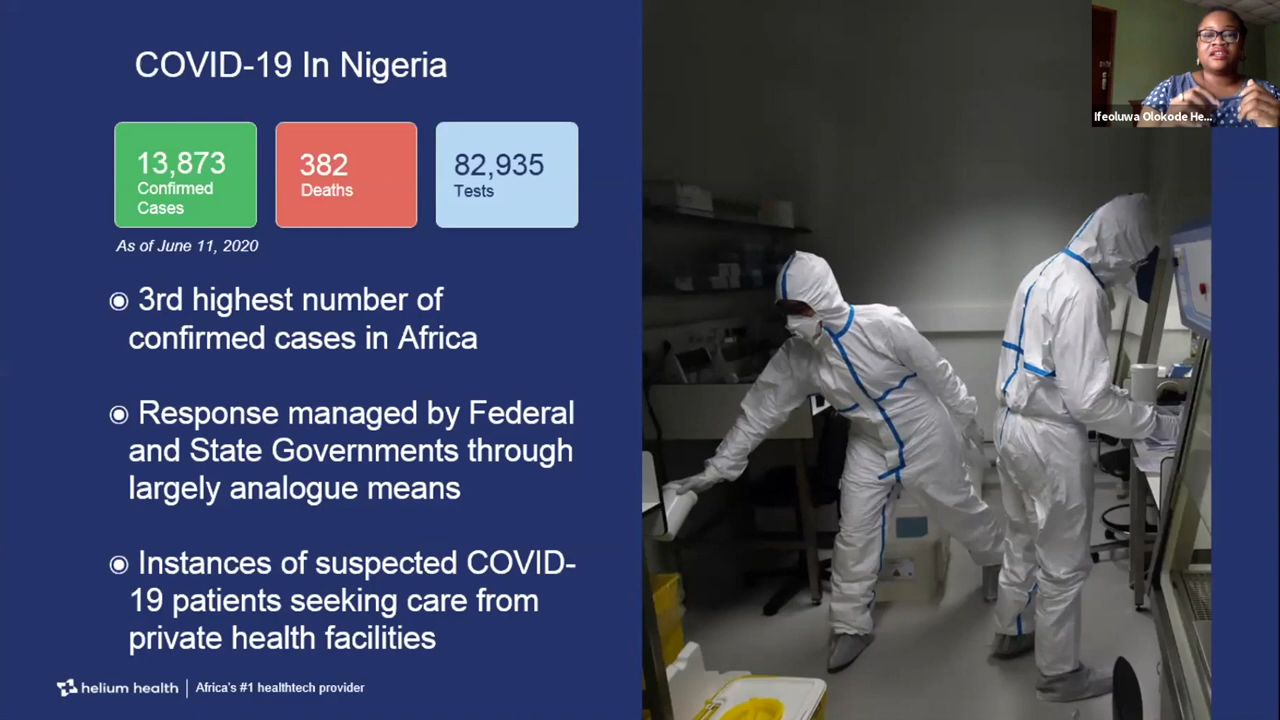 COVID-19 In Nigeria
13,873
Confirmed
Cases
382
Deaths
82,935
Tests
As of June 11, 2020
3rd highest number of
confirmed cases in Africa
Response managed by Federal
and State Governments through
largely analogue means
Instances of suspected COVID-
19 patients seeking care from
private health facilities
helium health
Africa's #1 healthtech provider
Ifeoluwa Olokode He...